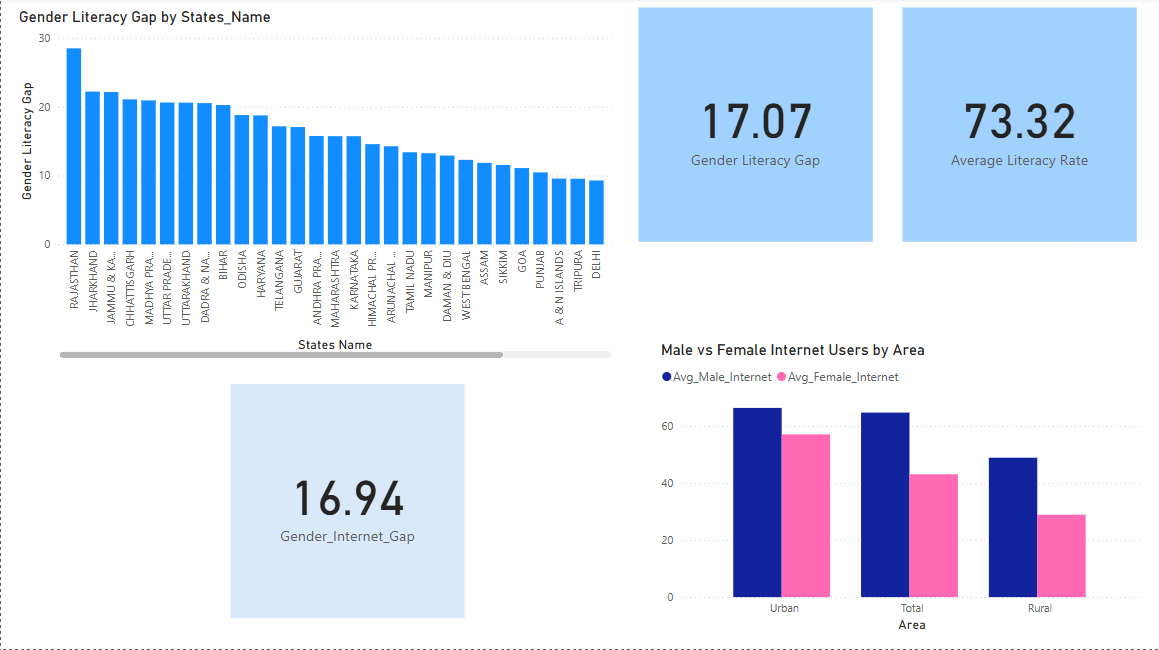 Gender Literacy Gap by States_Name
30
20
10
0
Gender Literacy Gap
RAJASTHAN
JHARKHAND
JAMMU & KA...
CHHATTISGARH
MADHYA PRA...
UTTAR PRADE...
UTTARAKHAND
DADRA & NA...
BIHAR
ODISHA
HARYANA
TELANGANA
GUJARAT
ANDHRA PRA...
MAHARASHTRA
KARNATAKA
HIMACHAL PR...
ARUNACHAL ...
TAMIL NADU
MANIPUR
DAMAN & DIU
WEST BENGAL
ASSAM
SIKKIM
GOA
PUNJAB
A & N ISLANDS
TRIPURA
DELHI
States Name
17.07
Gender Literacy Gap
73.32
Average Literacy Rate
16.94
Gender_Internet_Gap
Male vs Female Internet Users by Area
Avg_Male_Internet Avg_Female_Internet
60
40
20
0
Urban Total Rural
Area